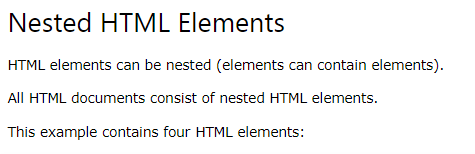 Nested HTML Elements
HTML elements can be nested (elements can contain elements).
All HTML documents consist of nested HTML elements.
This example contains four HTML elements: